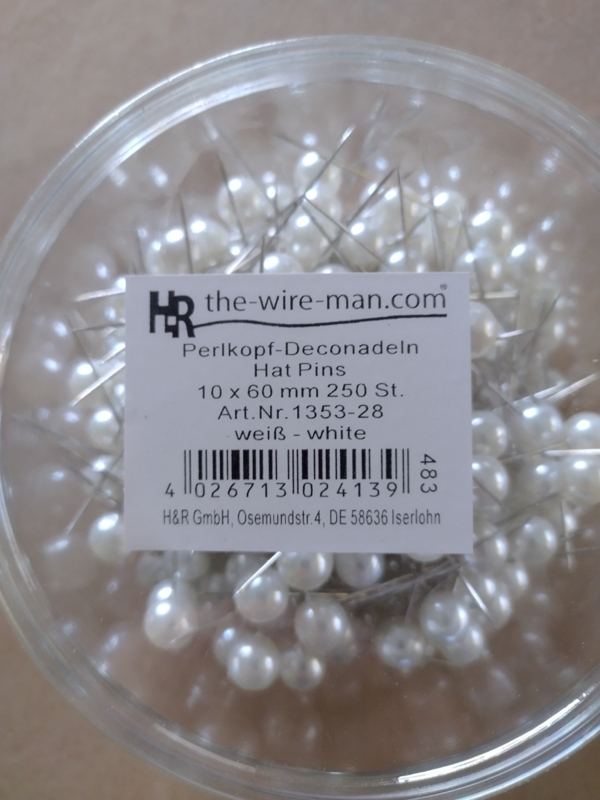 HR the-wire-man.com®
Perlkopf-Deconadeln
Hat Pins
10 x 60 mm 250 St.
Art.Nr.1353-28
weiß - white
4 026713 024139
483
H&R GmbH, Osemundstr. 4, DE 58636 Iserlohn